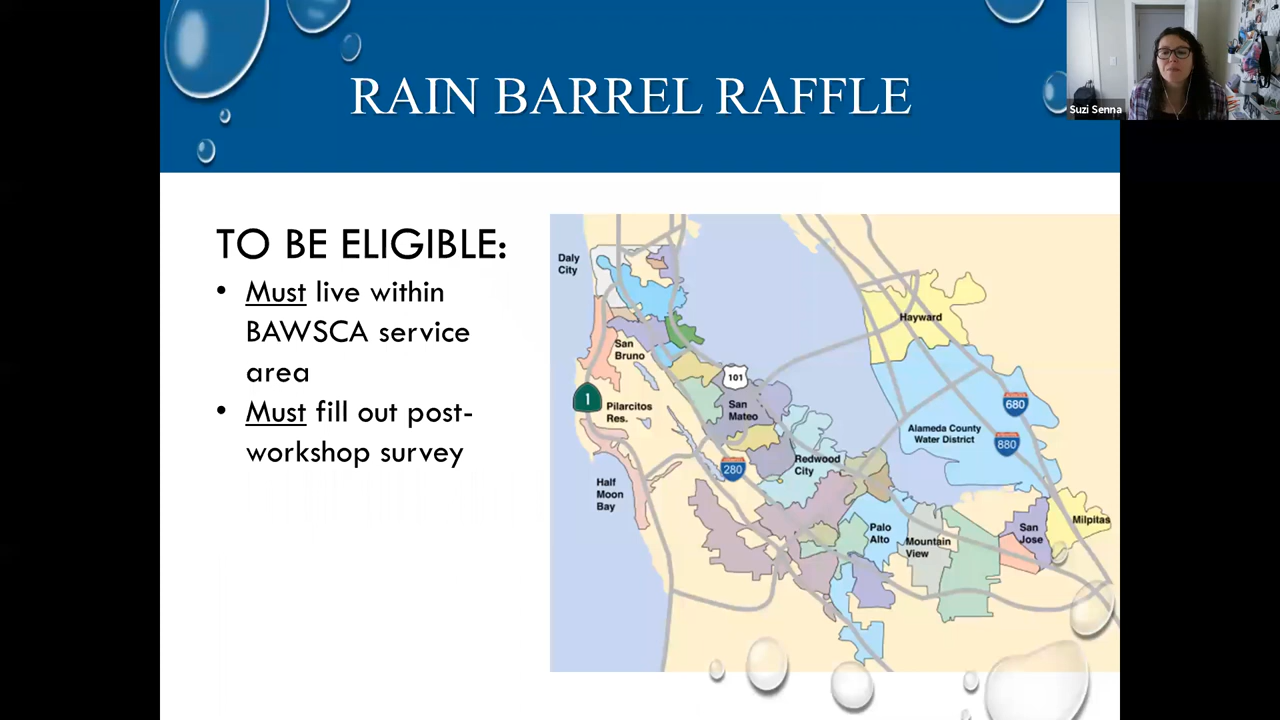 RAIN BARREL RAFFLE
Suzi Senna
TO BE ELIGIBLE:
• Must live within
BAWSCA service
area
• Must fill out post-
workshop survey
Daly
City
Hayward
San
Bruno
101
1
Pilarcitos
Res.
San
Mateo
680
Alameda County
Water District
880
280
Redwood
City
Half
Moon
Bay
Palo
Alto
Mountain
View
San
Jose
Milpitas